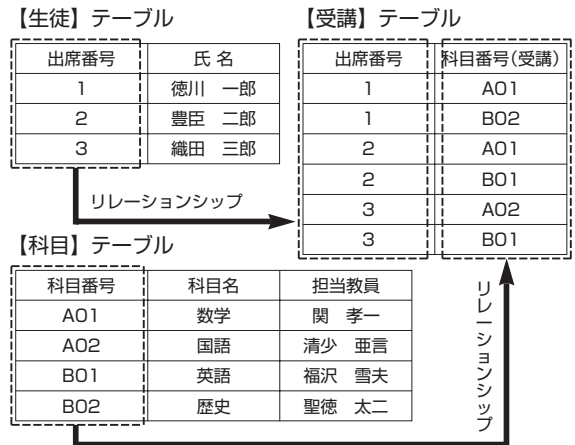 【生徒】テーブル
出席番号 氏 名
1 徳川 一郎
2 豊臣 二郎
3 織田 三郎
リレーションシップ
【受講】テーブル
出席番号 科目番号(受講)
1 A01
1 B02
2 A01
2 B01
3 A02
3 B01
【科目】テーブル
科目番号 科目名 担当教員
A01 数学 関 孝一
A02 国語 清少 亜言
B01 英語 福沢 雪夫
B02 歴史 聖徳 太二
リレーションシップ